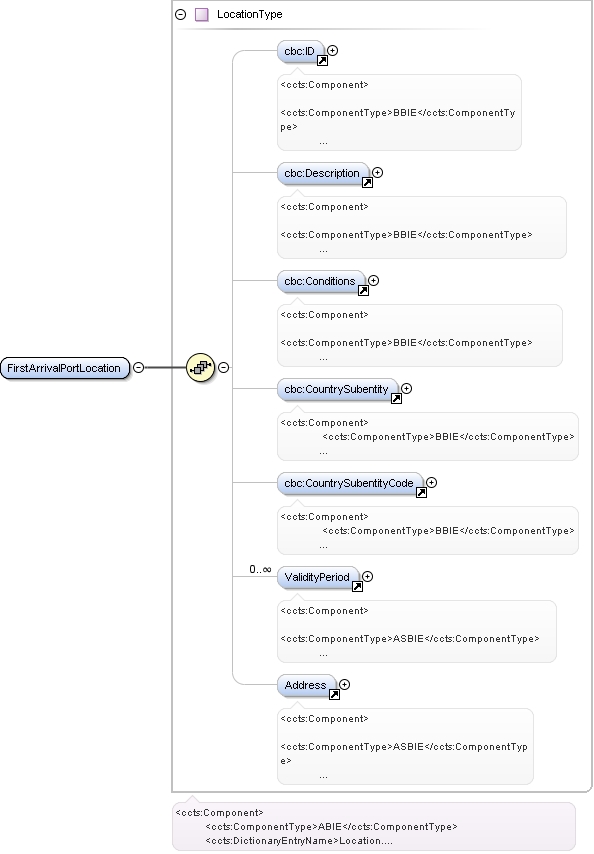 LocationType
cbc:ID
<ccts:Component>
<ccts:ComponentType>BBIE</ccts:ComponentTy
pe>
...
cbc:Description
<ccts:Component>
<ccts:ComponentType>BBIE</ccts:ComponentType>
...
cbc:Conditions
<ccts:Component>
<ccts:ComponentType>BBIE</ccts:ComponentType>
...
FirstArrivalPortLocation
cbc:CountrySubentity
<ccts:Component>
<ccts:ComponentType>BBIE</ccts:ComponentType>
...
cbc:CountrySubentityCode
<ccts:Component>
<ccts:ComponentType>BBIE</ccts:ComponentType>
...
0..∞
ValidityPeriod
<ccts:Component>
<ccts:ComponentType>ASBIE</ccts:ComponentType>
...
Address
<ccts:Component>
<ccts:ComponentType>ASBIE</ccts:ComponentTyp
e>
...
<ccts:Component>
<ccts:ComponentType>ABIE</ccts:ComponentType>
<ccts:DictionaryEntryName>Location....